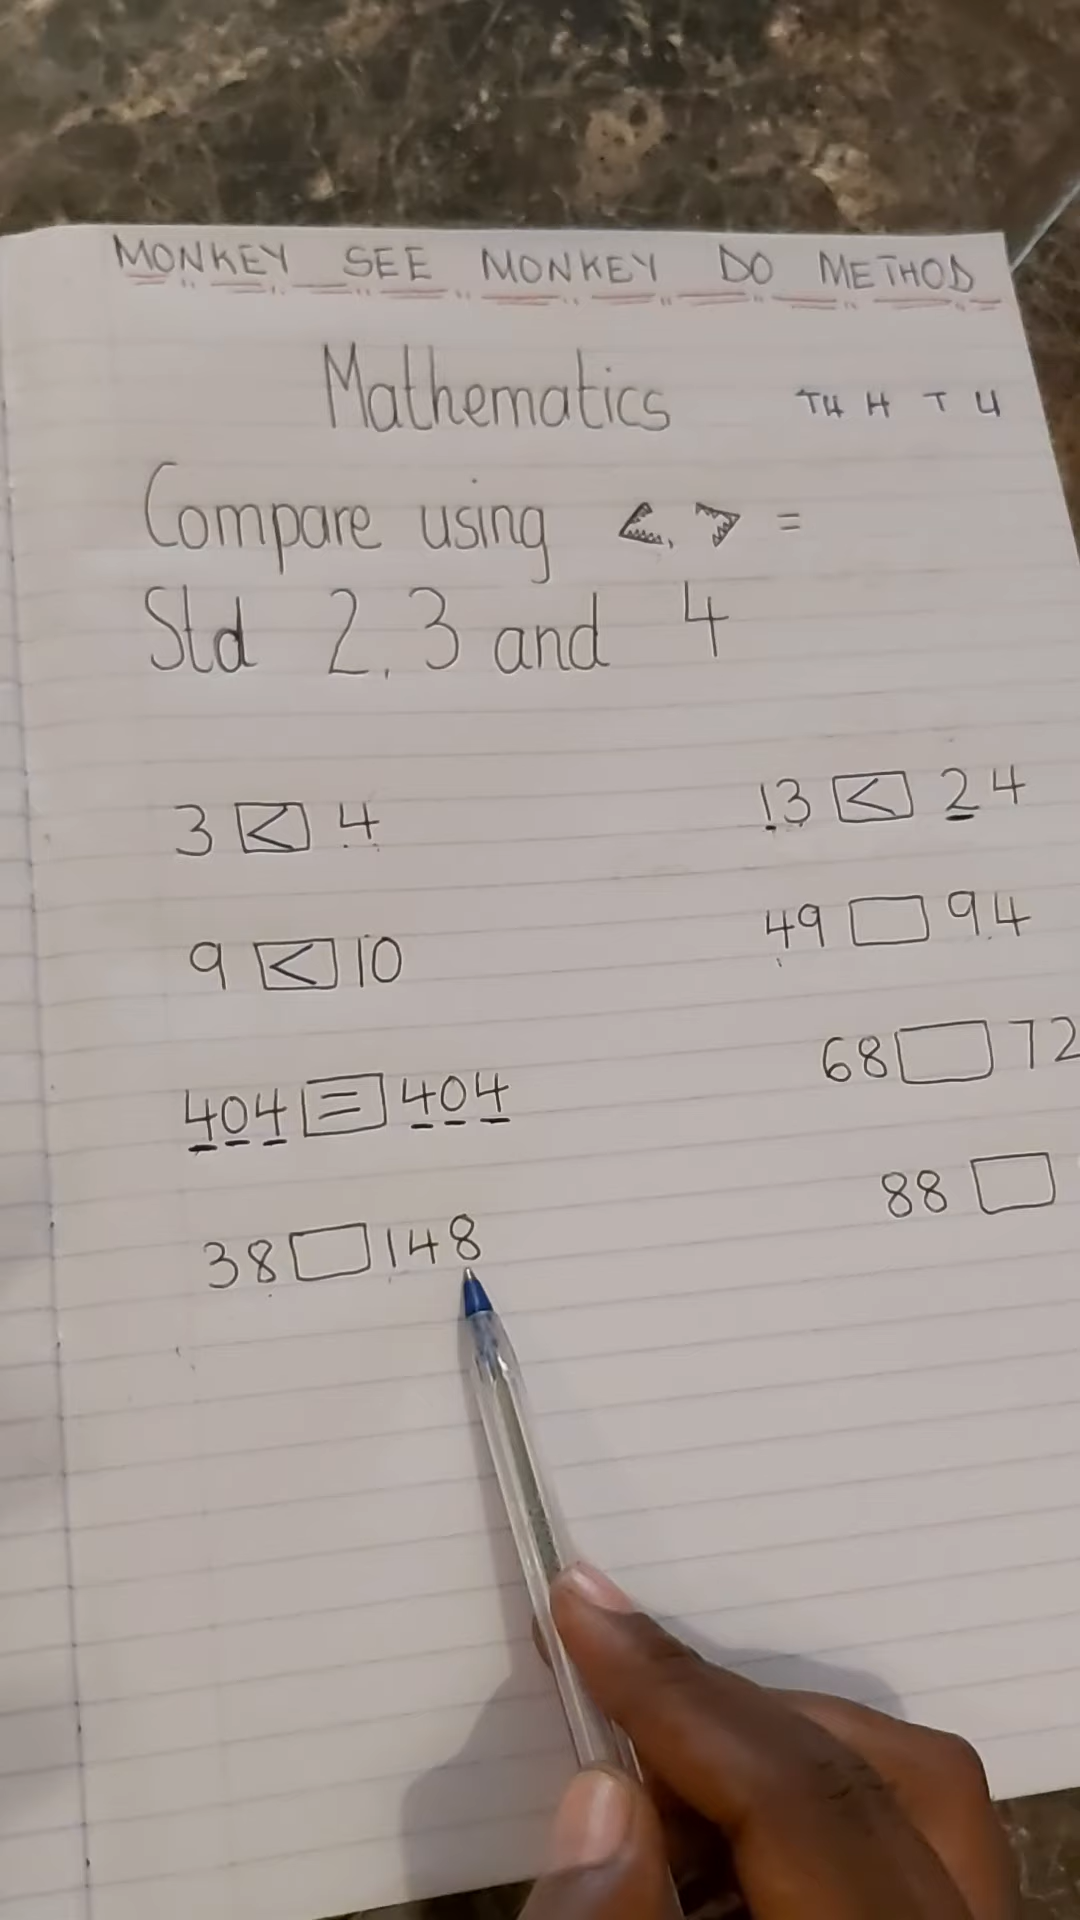 MONKEY SEE MONKEY DO METHOD
Mathematics
TH H T U
Compare using <, > =
Std 2, 3 and 4
3 < 4
13 < 24
9 < 10
49 □ 94
404 = 404
68 □ 72
38 □ 148
88 □